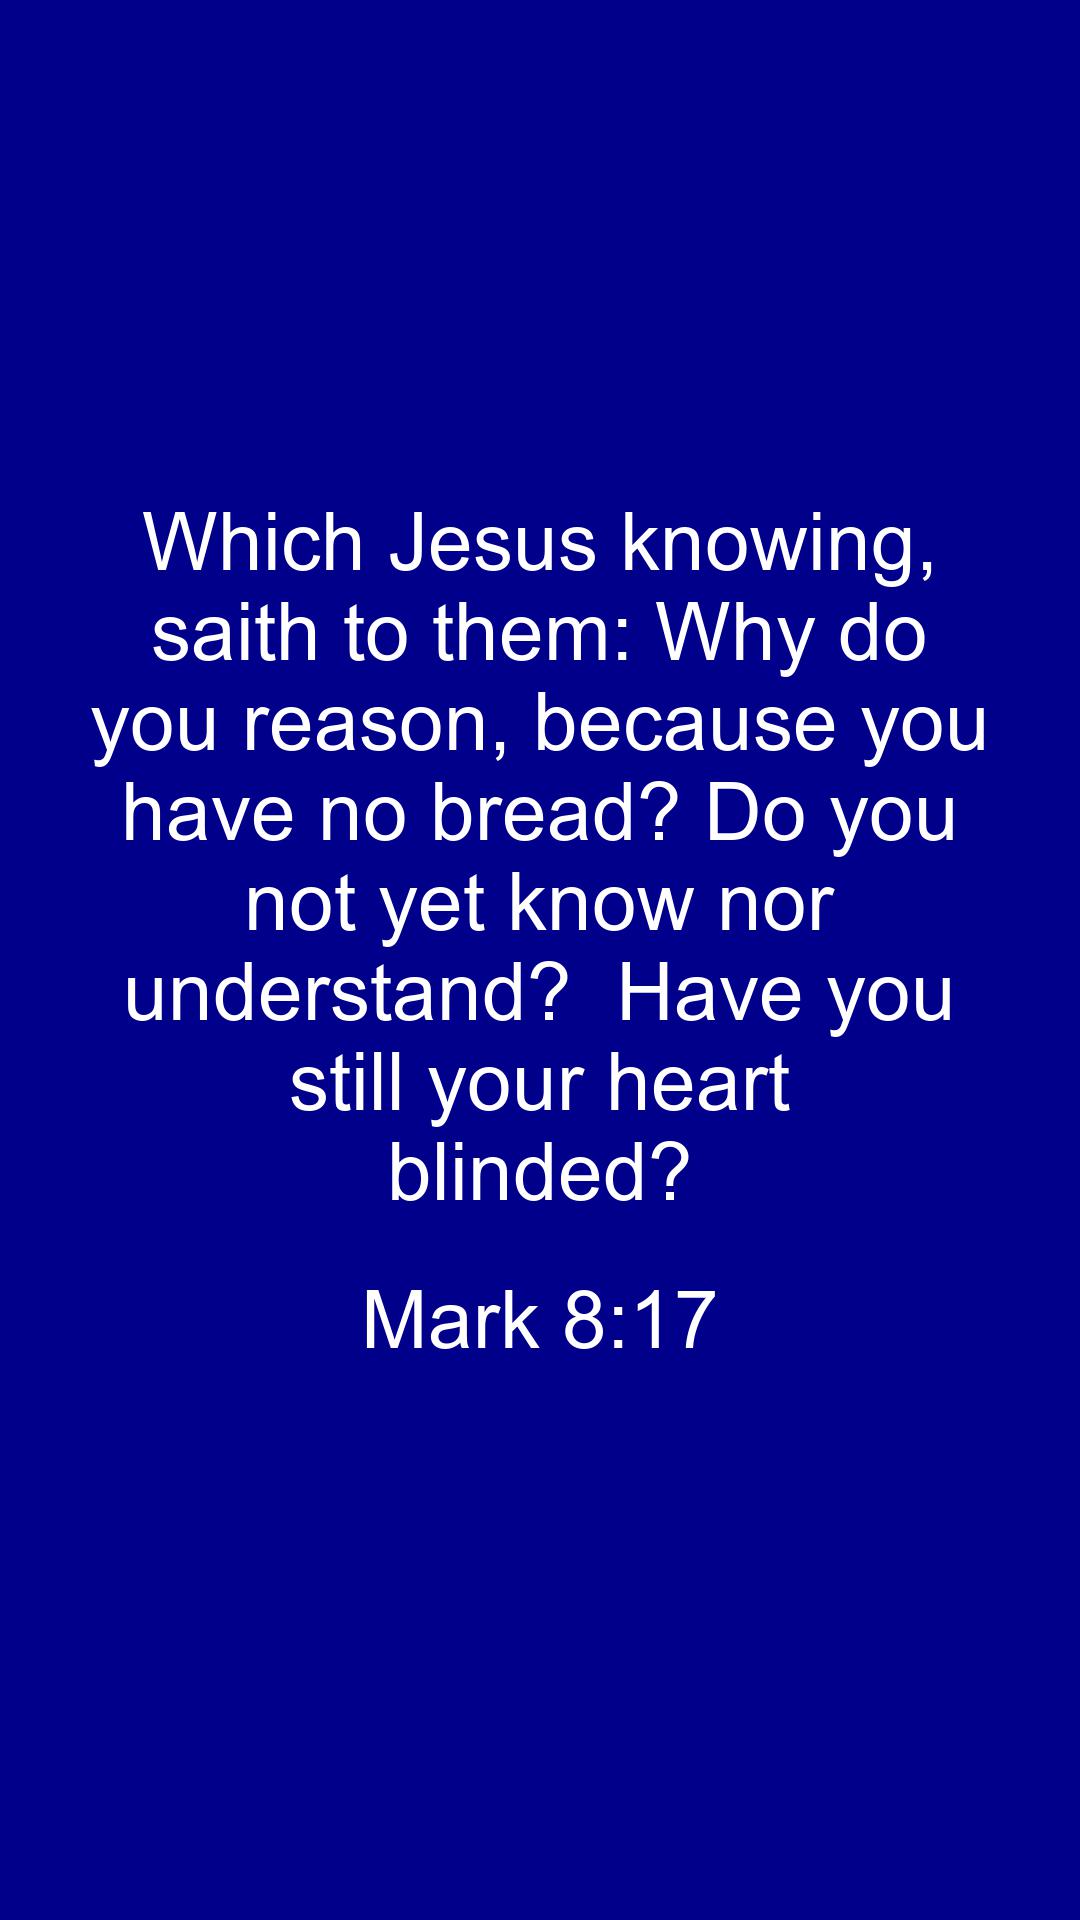 Which Jesus knowing,
saith to them: Why do
you reason, because you
have no bread? Do you
not yet know nor
understand?  Have you
still your heart
blinded?
Mark 8:17